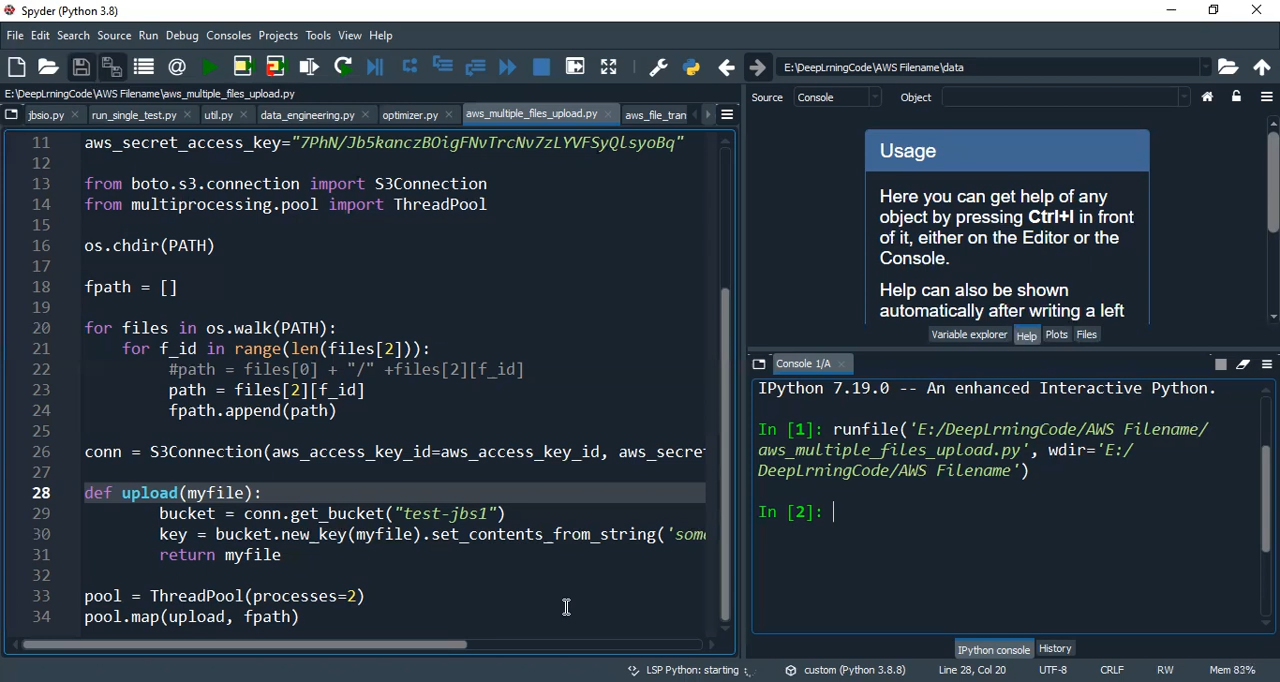 Spyder (Python 3.8)
File Edit Search Source Run Debug Consoles Projects Tools View Help
E:\DeepLrningCode\AWS Filename\data
E:\DeepLrningCode\AWS Filename\aws_multiple_files_upload.py
jbsio.py run_single_test.py util.py data_engineering.py optimizer.py aws_multiple_files_upload.py aws_file_tran
11 aws_secret_access_key="7PhN/Jb5kanczBOigFNvTrcNv7zLYVFSyQlsyoBq"
12
13 from boto.s3.connection import S3Connection
14 from multiprocessing.pool import ThreadPool
15
16 os.chdir(PATH)
17
18 fpath = []
19
20 for files in os.walk(PATH):
21 for f_id in range(len(files[2])):
22 #path = files[0] + "/" +files[2][f_id]
23 path = files[2][f_id]
24 fpath.append(path)
25
26 conn = S3Connection(aws_access_key_id=aws_access_key_id, aws_secret
27
28 def upload(myfile):
29 bucket = conn.get_bucket("test-jbs1")
30 key = bucket.new_key(myfile).set_contents_from_string('some
31 return myfile
32
33 pool = ThreadPool(processes=2)
34 pool.map(upload, fpath)
Source Console Object
Usage
Here you can get help of any
object by pressing Ctrl+I in front
of it, either on the Editor or the
Console.
Help can also be shown
automatically after writing a left
Variable explorer Help Plots Files
Console 1/A
IPython 7.19.0 -- An enhanced Interactive Python.
In [1]: runfile('E:/DeepLrningCode/AWS Filename/
aws_multiple_files_upload.py', wdir='E:/
DeepLrningCode/AWS Filename')
In [2]:
IPython console History
LSP Python: starting custom (Python 3.8.8) Line 28, Col 20 UTF-8 CRLF RW Mem 83%